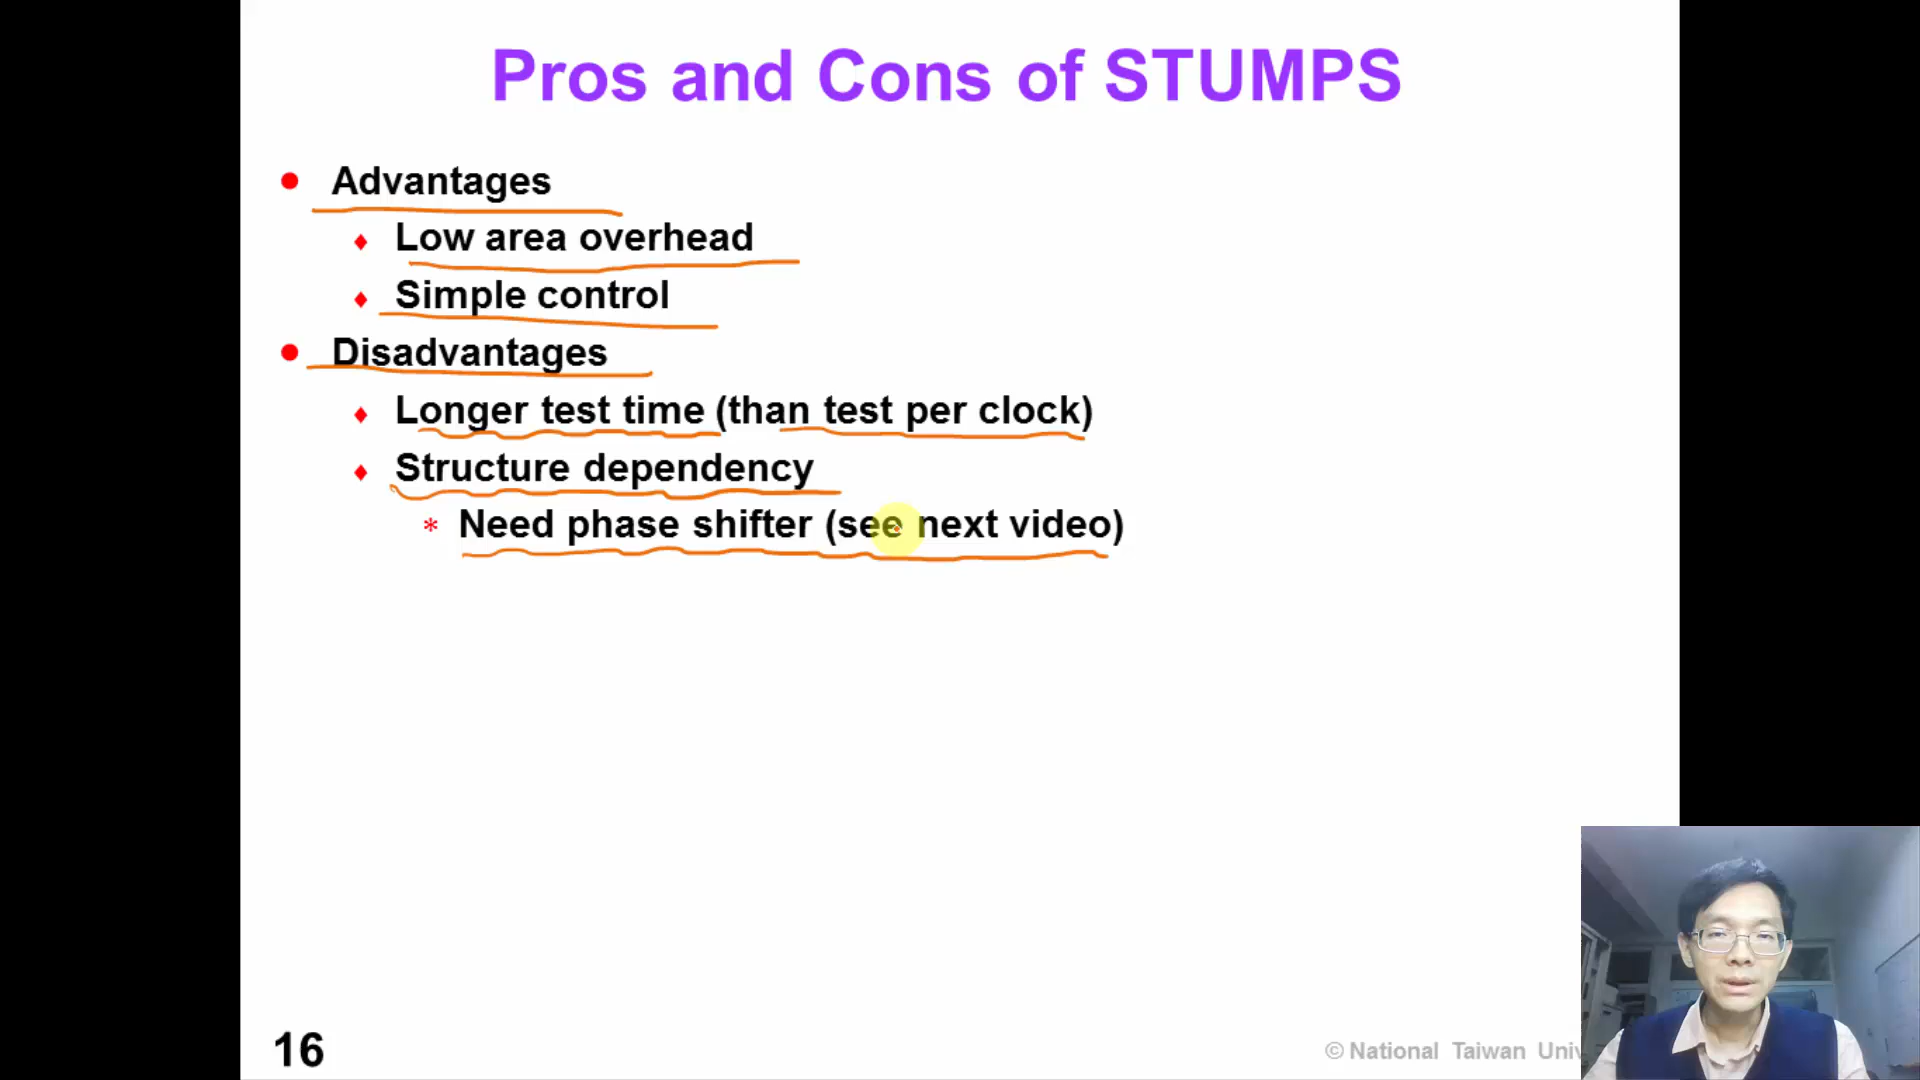 Pros and Cons of STUMPS
Advantages
Low area overhead
Simple control
Disadvantages
Longer test time (than test per clock)
Structure dependency
* Need phase shifter (see next video)
16
© National Taiwan